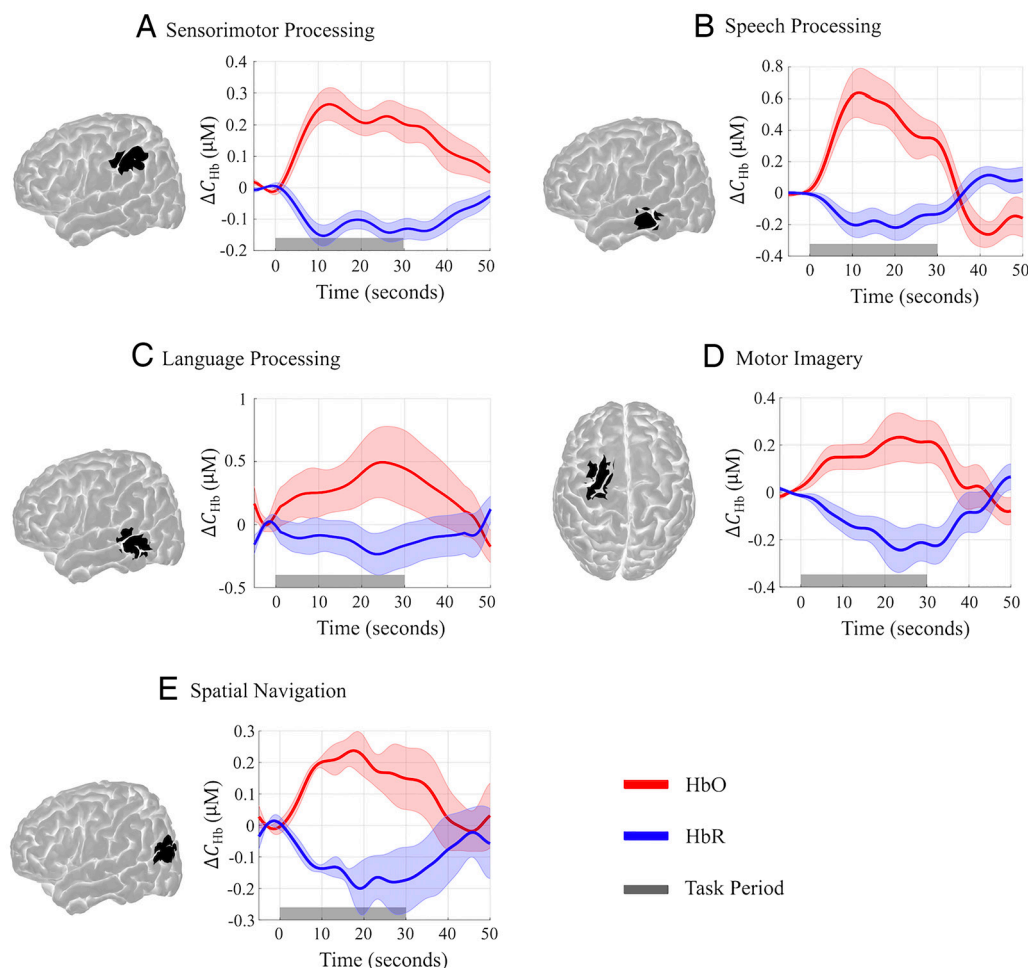 A Sensorimotor Processing
0.4
0.3
0.2
0.1
0
-0.1
-0.2
ΔC_Hb (μM)
0 10 20 30 40 50
Time (seconds)
B Speech Processing
0.8
0.6
0.4
0.2
0
-0.2
-0.4
ΔC_Hb (μM)
0 10 20 30 40 50
Time (seconds)
C Language Processing
1
0.5
0
-0.5
ΔC_Hb (μM)
0 10 20 30 40 50
Time (seconds)
D Motor Imagery
0.4
0.2
0
-0.2
-0.4
ΔC_Hb (μM)
0 10 20 30 40 50
Time (seconds)
E Spatial Navigation
0.3
0.2
0.1
0
-0.1
-0.2
-0.3
ΔC_Hb (μM)
0 10 20 30 40 50
Time (seconds)
HbO
HbR
Task Period